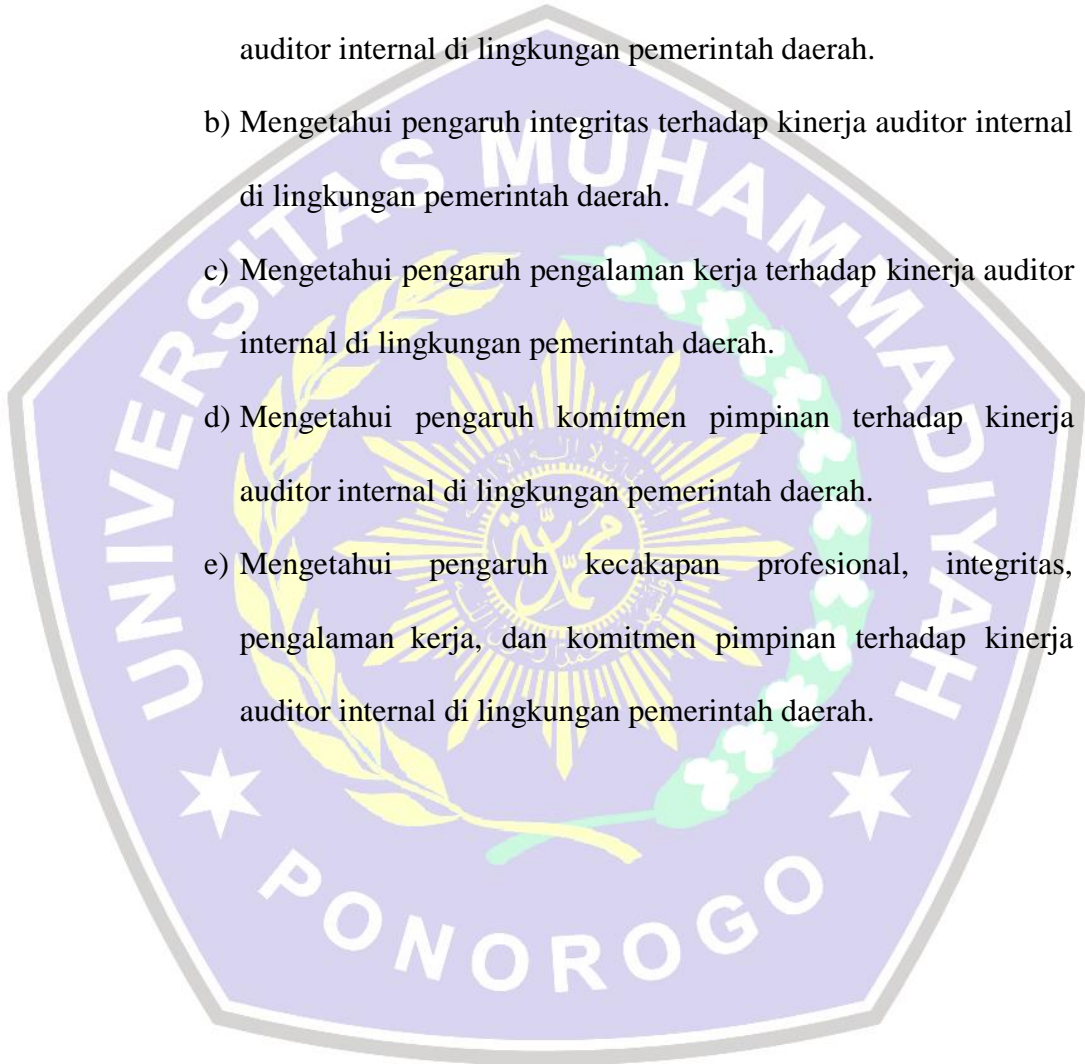 auditor internal di lingkungan pemerintah daerah.
b) Mengetahui pengaruh integritas terhadap kinerja auditor internal
di lingkungan pemerintah daerah.
c) Mengetahui pengaruh pengalaman kerja terhadap kinerja auditor
internal di lingkungan pemerintah daerah.
d) Mengetahui pengaruh komitmen pimpinan terhadap kinerja
auditor internal di lingkungan pemerintah daerah.
e) Mengetahui pengaruh kecakapan profesional, integritas,
pengalaman kerja, dan komitmen pimpinan terhadap kinerja
auditor internal di lingkungan pemerintah daerah.
UNIVERSITAS MUHAMMADIYAH
PONOROGO